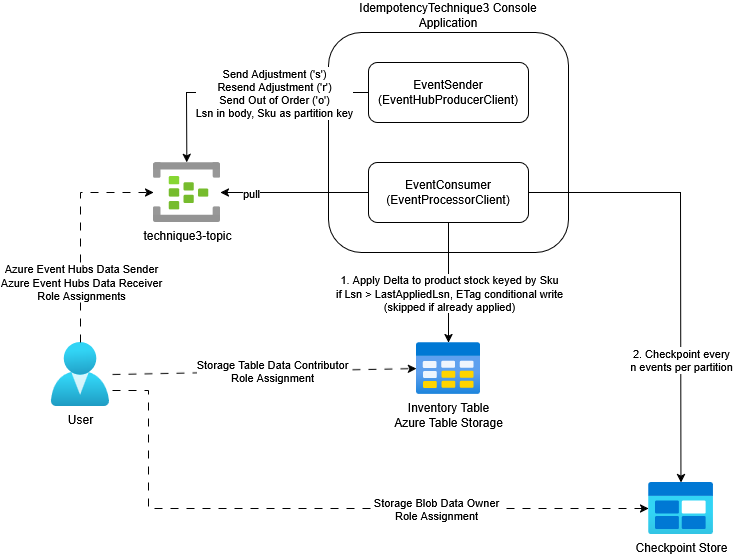 IdempotencyTechnique3 Console
Application
Send Adjustment ('s')
Resend Adjustment ('r')
Send Out of Order ('o')
Lsn in body, Sku as partition key
EventSender
(EventHubProducerClient)
EventConsumer
(EventProcessorClient)
pull
technique3-topic
Azure Event Hubs Data Sender
Azure Event Hubs Data Receiver
Role Assignments
1. Apply Delta to product stock keyed by Sku
if Lsn > LastAppliedLsn, ETag conditional write
(skipped if already applied)
2. Checkpoint every
n events per partition
Storage Table Data Contributor
Role Assignment
User
Inventory Table
Azure Table Storage
Storage Blob Data Owner
Role Assignment
Checkpoint Store